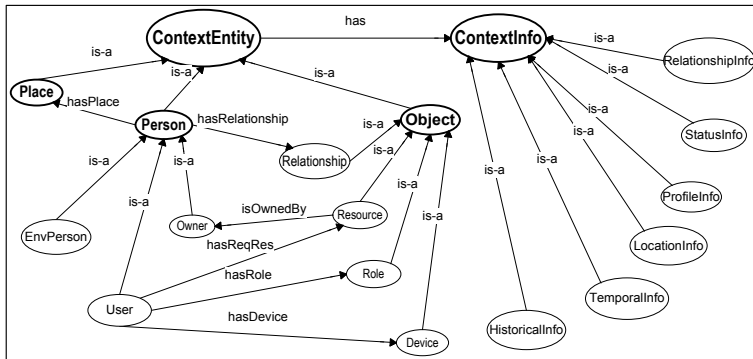 has
ContextEntity
ContextInfo
is-a
is-a
is-a
is-a
RelationshipInfo
is-a
is-a
Place
hasPlace
Person
hasRelationship
Object
is-a
StatusInfo
is-a
Relationship
is-a
is-a
is-a
is-a
is-a
is-a
ProfileInfo
is-a
is-a
isOwnedBy
Resource
is-a
Owner
EnvPerson
hasReqRes
LocationInfo
hasRole
Role
TemporalInfo
User
hasDevice
Device
HistoricalInfo